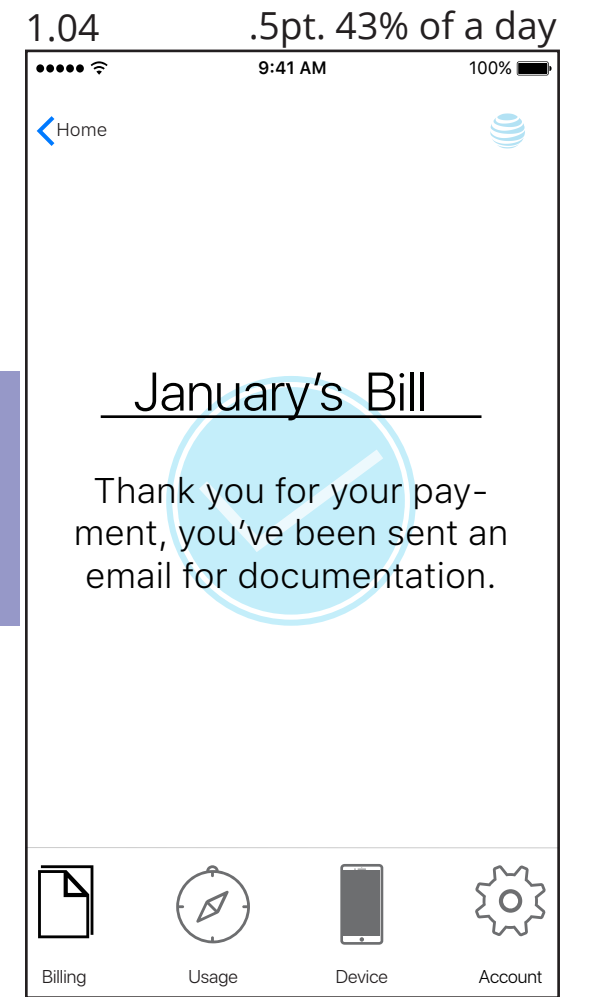 1.04 .5pt. 43% of a day
9:41 AM 100%
Home
January's Bill
Thank you for your pay-
ment, you've been sent an
email for documentation.
Billing Usage Device Account